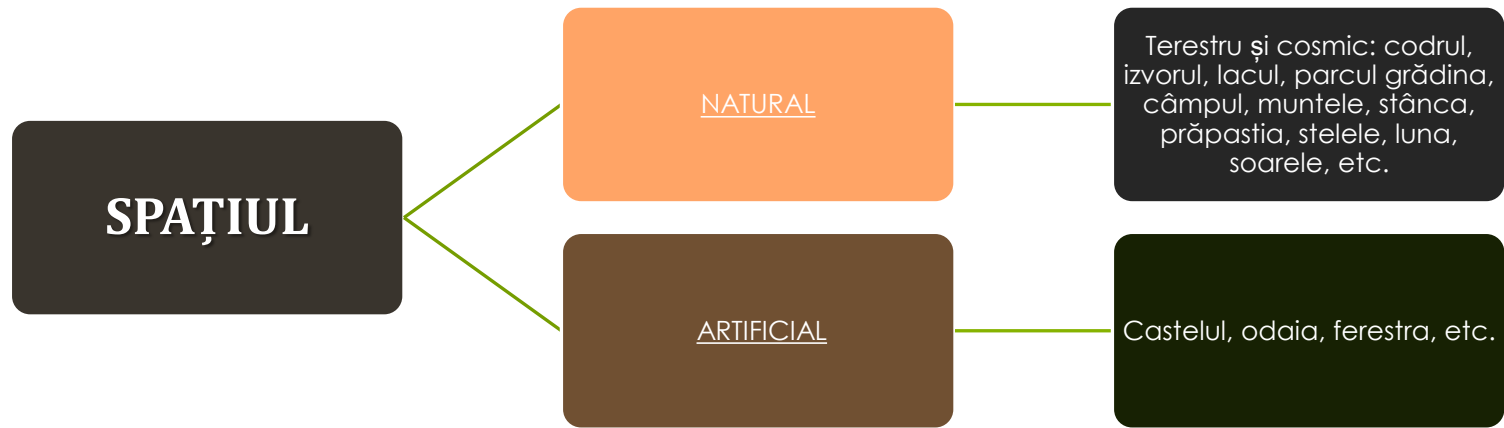 SPAȚIUL
NATURAL
Terestru și cosmic: codrul,
izvorul, lacul, parcul grădina,
câmpul, muntele, stânca,
prăpastia, stelele, luna,
soarele, etc.
ARTIFICIAL
Castelul, odaia, ferestra, etc.